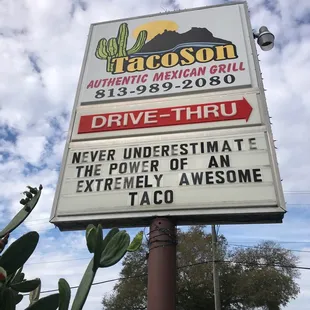 TacoSon
AUTHENTIC MEXICAN GRILL
813-989-2080
DRIVE-THRU
NEVER UNDERESTIMATE
THE POWER OF AN
EXTREMELY AWESOME
TACO